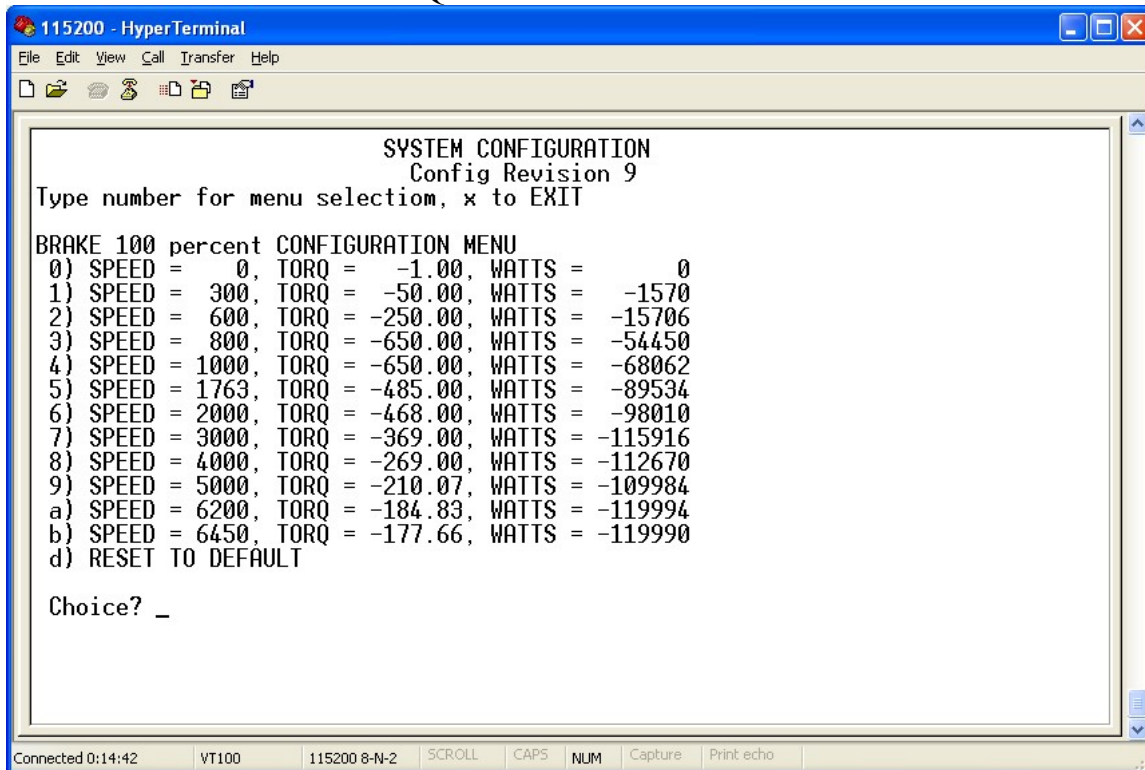 115200 - HyperTerminal
File Edit View Call Transfer Help
SYSTEM CONFIGURATION
Config Revision 9
Type number for menu selectiom, x to EXIT
BRAKE 100 percent CONFIGURATION MENU
0) SPEED = 0, TORQ = -1.00, WATTS = 0
1) SPEED = 300, TORQ = -50.00, WATTS = -1570
2) SPEED = 600, TORQ = -250.00, WATTS = -15706
3) SPEED = 800, TORQ = -650.00, WATTS = -54450
4) SPEED = 1000, TORQ = -650.00, WATTS = -68062
5) SPEED = 1763, TORQ = -485.00, WATTS = -89534
6) SPEED = 2000, TORQ = -468.00, WATTS = -98010
7) SPEED = 3000, TORQ = -369.00, WATTS = -115916
8) SPEED = 4000, TORQ = -269.00, WATTS = -112670
9) SPEED = 5000, TORQ = -210.07, WATTS = -109984
a) SPEED = 6200, TORQ = -184.83, WATTS = -119994
b) SPEED = 6450, TORQ = -177.66, WATTS = -119990
d) RESET TO DEFAULT
Choice? _
Connected 0:14:42 VT100 115200 8-N-2 SCROLL CAPS NUM Capture Print echo